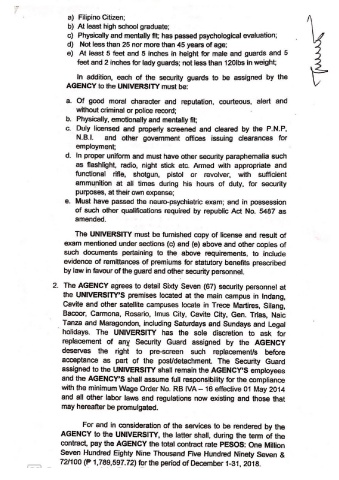 a) Filipino Citizen;
b) At least high school graduate;
c) Physically and mentally fit; has passed psychological evaluation;
d) Not less than 25 nor more than 45 years of age;
e) At least 5 feet and 5 inches in height for male and guards and 5
feet and 2 inches for lady guards; not less than 120lbs in weight;
In addition, each of the security guards to be assigned by the
AGENCY to the UNIVERSITY must be:
a. Of good moral character and reputation, courteous, alert and
without criminal or police record;
b. Physically, emotionally and mentally fit;
c. Duly licensed and properly screened and cleared by the P.N.P,
N.B.I. and other government offices issuing clearances for
employment;
d. In proper uniform and must have other security paraphernalia such
as flashlight, radio, night stick etc. Armed with appropriate and
functional rifle, shotgun, pistol or revolver, with sufficient
ammunition at all times during his hours of duty, for security
purposes, at their own expense;
e. Must have passed the neuro-psychiatric exam; and in possession
of such other qualifications required by republic Act No. 5487 as
amended.
The UNIVERSITY must be furnished copy of license and result of
exam mentioned under sections (c) and (e) above and other copies of
such documents pertaining to the above requirements, to include
evidence of remittances of premiums for statutory benefits prescribed
by law in favour of the guard and other security personnel.
2. The AGENCY agrees to detail Sixty Seven (67) security personnel at
the UNIVERSITY'S premises located at the main campus in Indang,
Cavite and other satellite campuses locate in Trece Martires, Silang,
Bacoor, Carmona, Rosario, Imus City, Cavite City, Gen. Trias, Naic
Tanza and Maragondon, including Saturdays and Sundays and Legal
holidays. The UNIVERSITY has the sole discretion to ask for
replacement of any Security Guard assigned by the AGENCY
deserves the right to pre-screen such replacement/s before
acceptance as part of the post/detachment. The Security Guard
assigned to the UNIVERSITY shall remain the AGENCY'S employees
and the AGENCY'S shall assume full responsibility for the compliance
with the minimum Wage Order No. RB IVA – 16 effective 01 May 2014
and all other labor laws and regulations now existing and those that
may hereafter be promulgated.
For and in consideration of the services to be rendered by the
AGENCY to the UNIVERSITY, the latter shall, during the term of the
contract, pay the AGENCY the total contract rate PESOS: One Million
Seven Hundred Eighty Nine Thousand Five Hundred Ninety Seven &
72/100 (₱ 1,789,597.72) for the period of December 1-31, 2018.